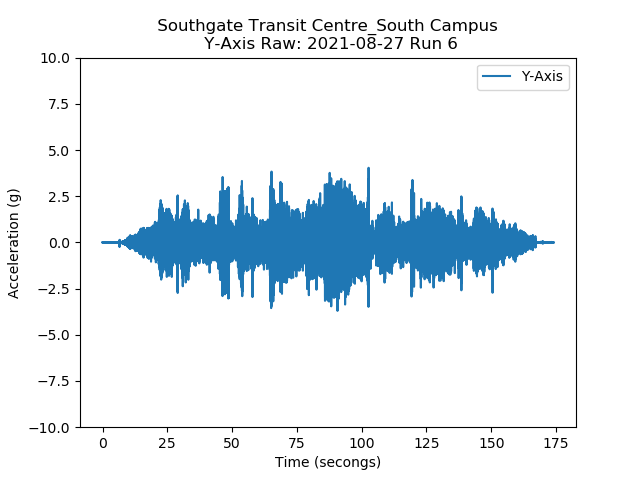 Southgate Transit Centre_South Campus
Y-Axis Raw: 2021-08-27 Run 6
Y-Axis
10.0
7.5
5.0
2.5
0.0
−2.5
−5.0
−7.5
−10.0
Acceleration (g)
0 25 50 75 100 125 150 175
Time (secongs)